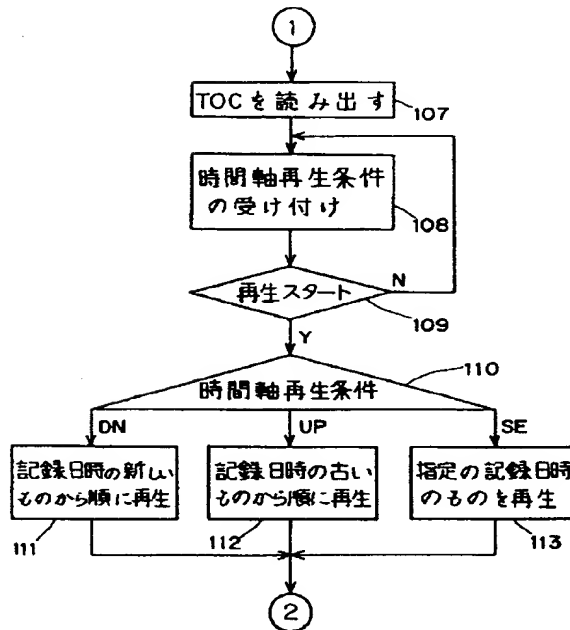 1
TOCを読み出す
107
時間軸再生条件
の受け付け
108
再生スタート
N
109
Y
時間軸再生条件
110
DN
UP
SE
記録日時の新しい
ものから順に再生
111
記録日時の古い
ものから順に再生
112
指定の記録日時
のものを再生
113
2